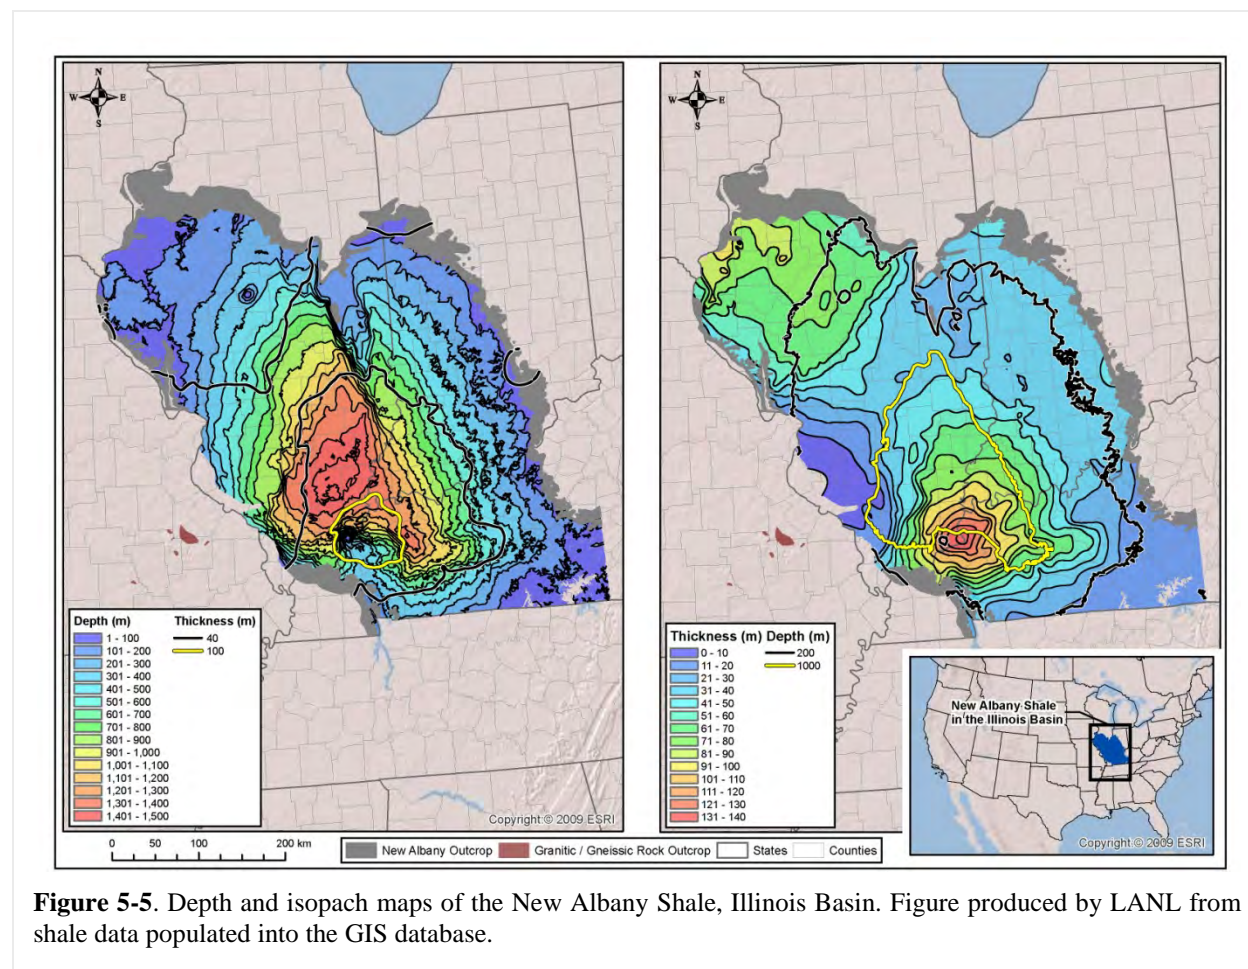 N
W E
S
Depth (m) Thickness (m)
1 - 100 40
101 - 200 100
201 - 300
301 - 400
401 - 500
501 - 600
601 - 700
701 - 800
801 - 900
901 - 1,000
1,001 - 1,100
1,101 - 1,200
1,201 - 1,300
1,301 - 1,400
1,401 - 1,500
Copyright © 2009 ESRI
N
W E
S
Thickness (m) Depth (m)
0 - 10 200
11 - 20 1000
21 - 30
31 - 40
41 - 50
51 - 60
61 - 70
71 - 80
81 - 90
91 - 100
101 - 110
111 - 120
121 - 130
131 - 140
New Albany Shale
in the Illinois Basin
Copyright © 2009 ESRI
0 50 100 200 km
New Albany Outcrop Granitic / Gneissic Rock Outcrop States Counties
Figure 5-5. Depth and isopach maps of the New Albany Shale, Illinois Basin. Figure produced by LANL from
shale data populated into the GIS database.